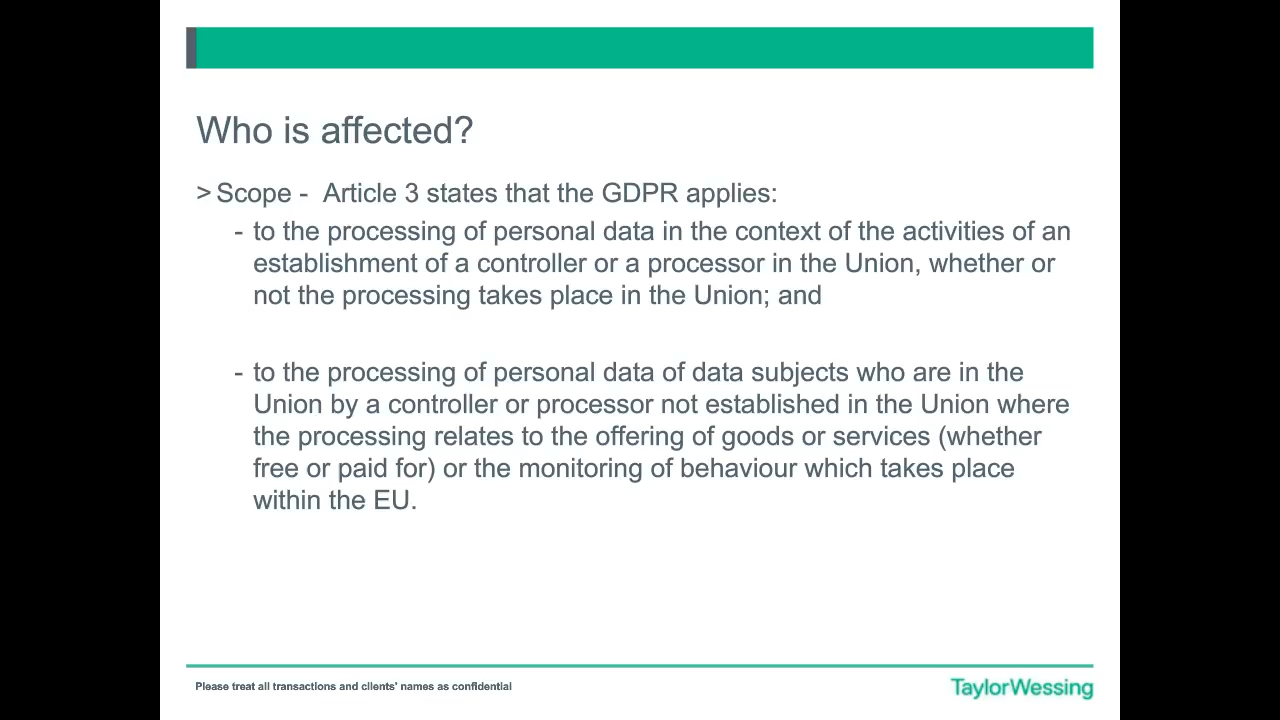 Who is affected?
> Scope - Article 3 states that the GDPR applies:
- to the processing of personal data in the context of the activities of an
establishment of a controller or a processor in the Union, whether or
not the processing takes place in the Union; and
- to the processing of personal data of data subjects who are in the
Union by a controller or processor not established in the Union where
the processing relates to the offering of goods or services (whether
free or paid for) or the monitoring of behaviour which takes place
within the EU.
Please treat all transactions and clients' names as confidential
TaylorWessing